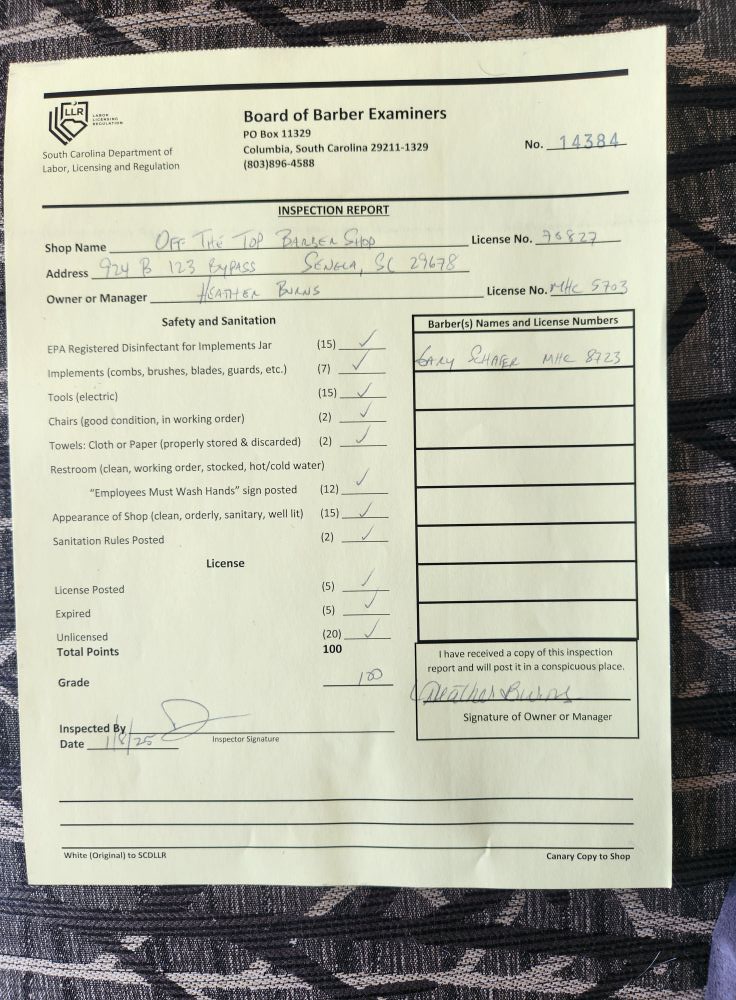 LLR
LABOR
LICENSING
REGULATION
South Carolina Department of
Labor, Licensing and Regulation
Board of Barber Examiners
PO Box 11329
Columbia, South Carolina 29211-1329
(803)896-4588
No. 14384
INSPECTION REPORT
Shop Name OFF THE TOP BARBER SHOP License No. 76827
Address 924 B 123 BYPASS SENECA, SC 29678
Owner or Manager HEATHER BURNS License No. MHC 5703
Safety and Sanitation
EPA Registered Disinfectant for Implements Jar (15) ✓
Implements (combs, brushes, blades, guards, etc.) (7) ✓
Tools (electric) (15) ✓
Chairs (good condition, in working order) (2) ✓
Towels: Cloth or Paper (properly stored & discarded) (2) ✓
Restroom (clean, working order, stocked, hot/cold water)
"Employees Must Wash Hands" sign posted (12) ✓
Appearance of Shop (clean, orderly, sanitary, well lit) (15) ✓
Sanitation Rules Posted (2) ✓
License
License Posted (5) ✓
Expired (5) ✓
Unlicensed (20) ✓
Total Points 100
Grade 100
Inspected By
Inspector Signature
Date 1/8/25
Barber(s) Names and License Numbers
GARY SCHAFER MHC 8723
I have received a copy of this inspection
report and will post it in a conspicuous place.
Heather Burns
Signature of Owner or Manager
White (Original) to SCDLLR
Canary Copy to Shop